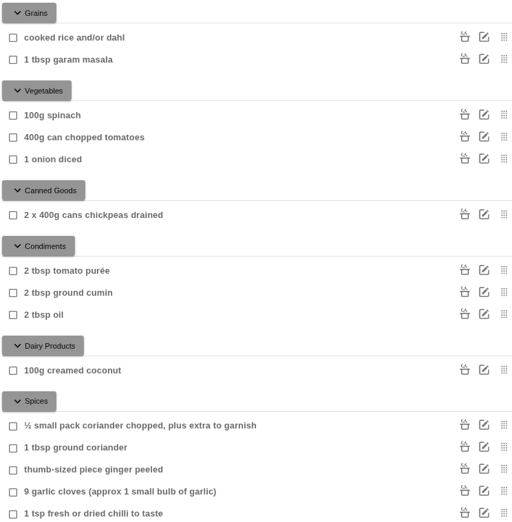 Grains
cooked rice and/or dahl
1 tbsp garam masala
Vegetables
100g spinach
400g can chopped tomatoes
1 onion diced
Canned Goods
2 x 400g cans chickpeas drained
Condiments
2 tbsp tomato purée
2 tbsp ground cumin
2 tbsp oil
Dairy Products
100g creamed coconut
Spices
½ small pack coriander chopped, plus extra to garnish
1 tbsp ground coriander
thumb-sized piece ginger peeled
9 garlic cloves (approx 1 small bulb of garlic)
1 tsp fresh or dried chilli to taste